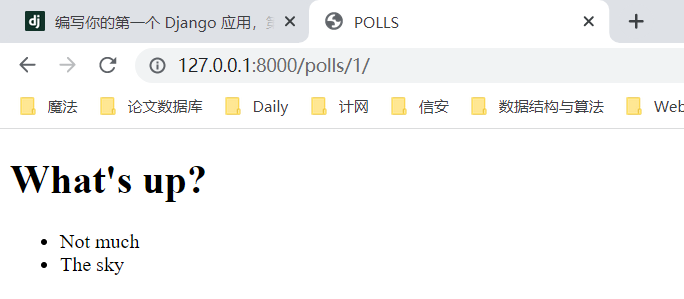 dj 编写你的第一个 Django 应用， POLLS
127.0.0.1:8000/polls/1/
魔法 论文数据库 Daily 计网 信安 数据结构与算法 Web
What's up?
• Not much
• The sky